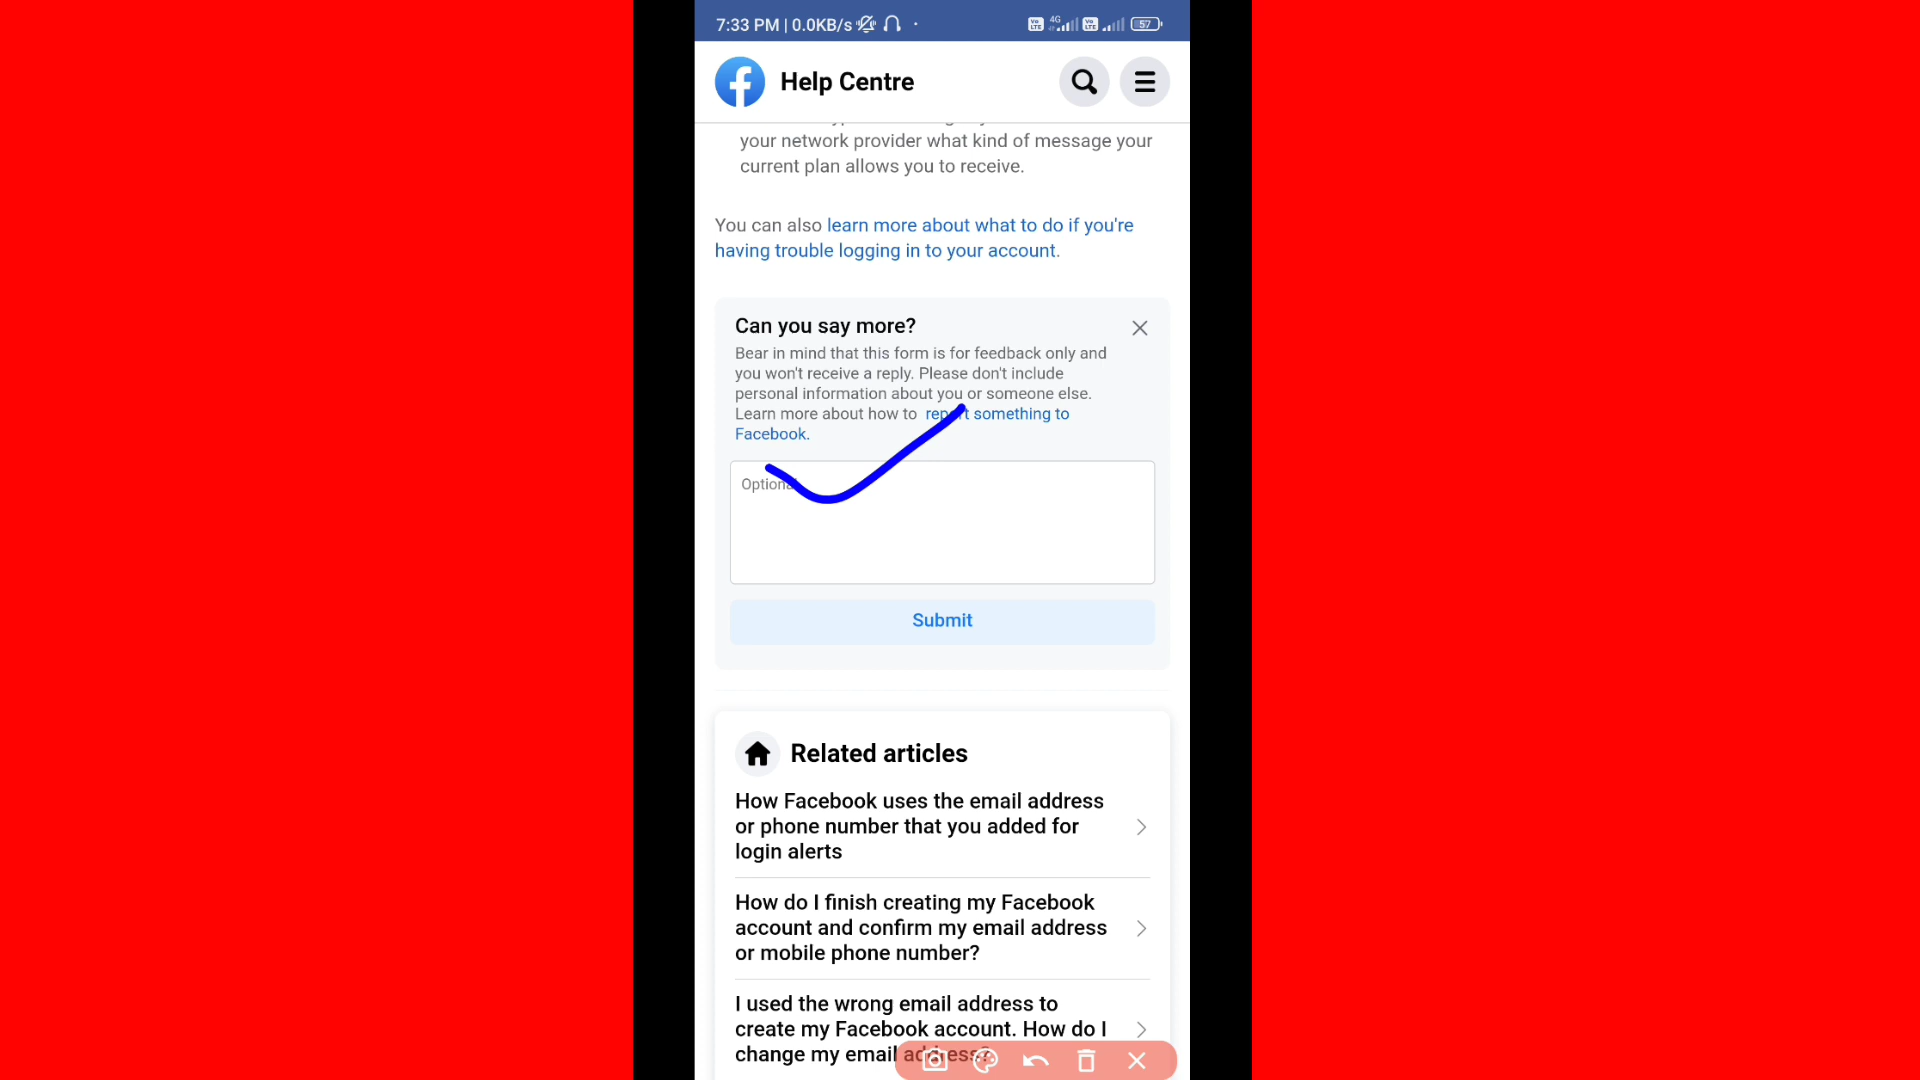 7:33 PM | 0.0KB/s
4G
57
Help Centre
your network provider what kind of message your
current plan allows you to receive.
You can also learn more about what to do if you're
having trouble logging in to your account.
Can you say more?
Bear in mind that this form is for feedback only and
you won't receive a reply. Please don't include
personal information about you or someone else.
Learn more about how to report something to
Facebook.
Optional
Submit
Related articles
How Facebook uses the email address
or phone number that you added for
login alerts
How do I finish creating my Facebook
account and confirm my email address
or mobile phone number?
I used the wrong email address to
create my Facebook account. How do I
change my email address?